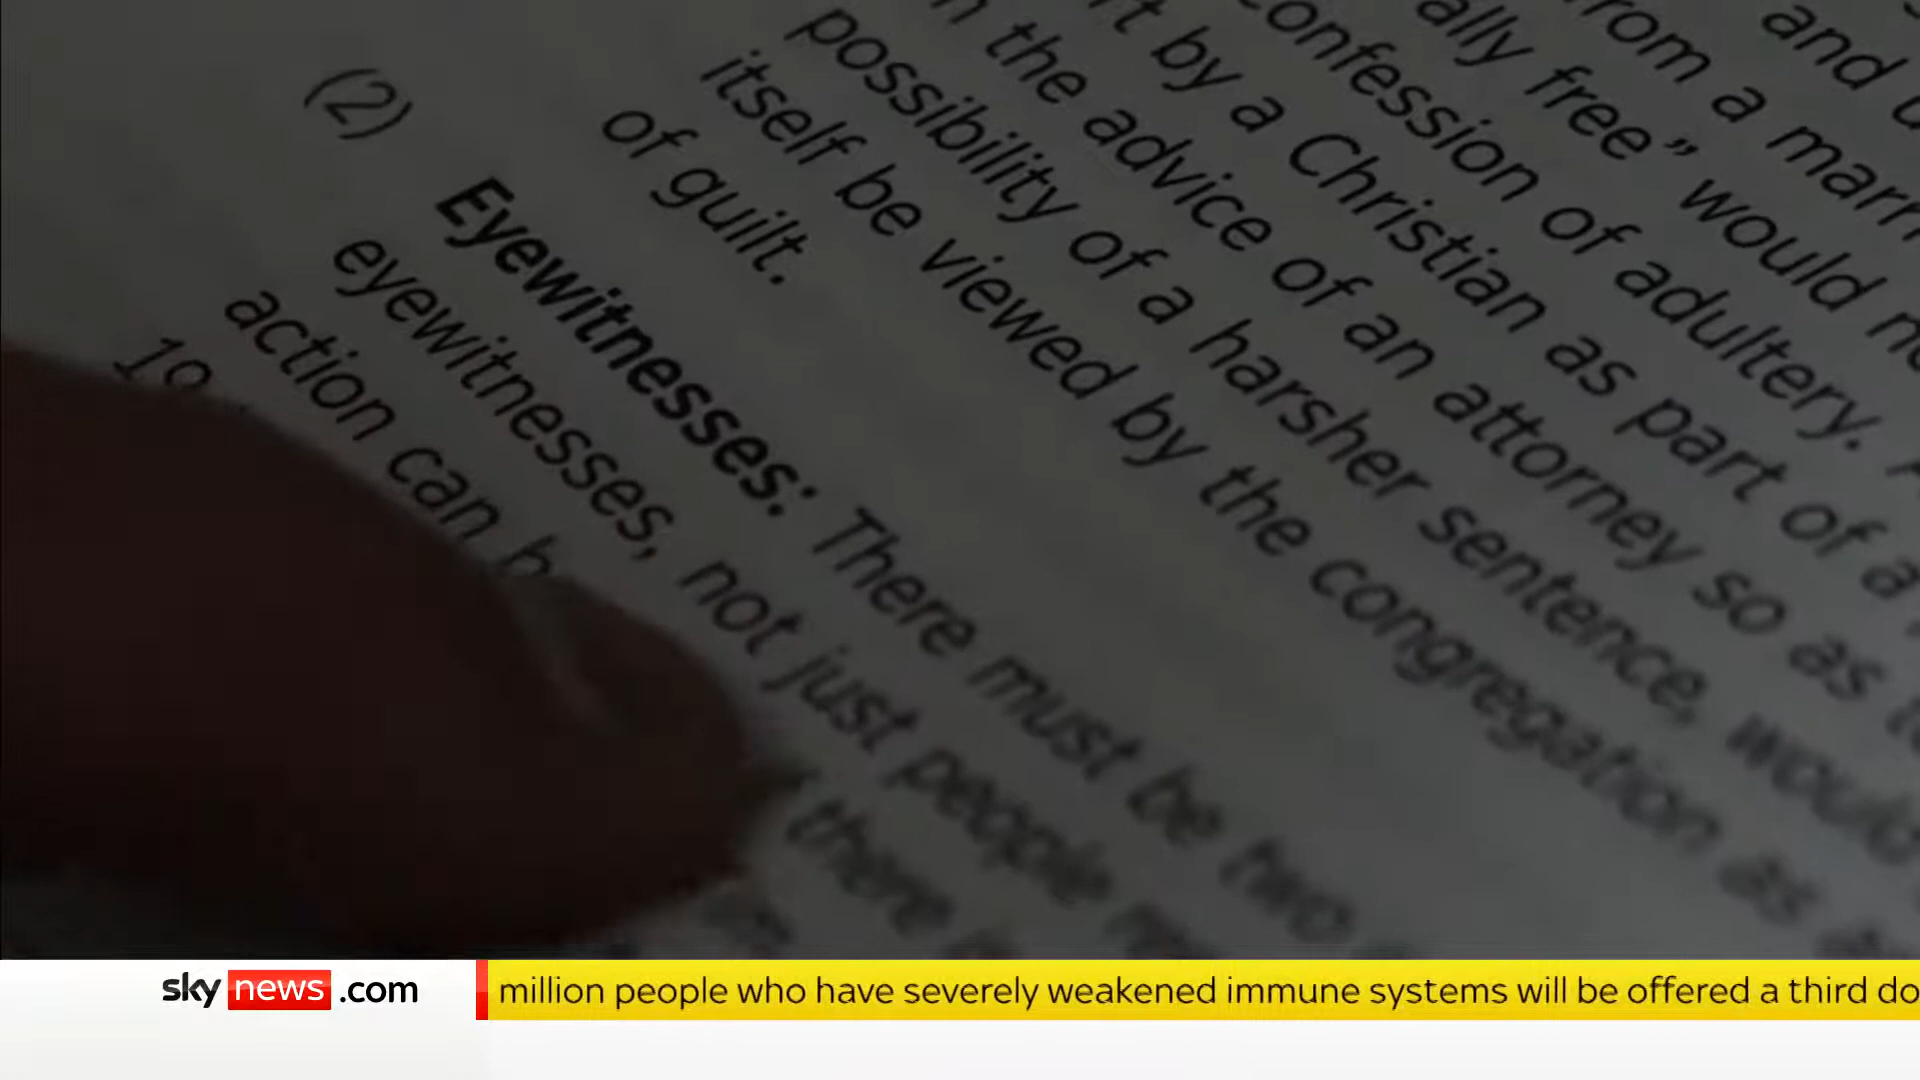 and
from a
ally free” would
confession of adultery.
by a Christian as part of a
the advice of an attorney so as
possibility of a harsher sentence, would
itself be viewed by the congregation as
of guilt.
(2) Eyewitnesses: There must be two
eyewitnesses, not just people
action can there
sky news .com
million people who have severely weakened immune systems will be offered a third do